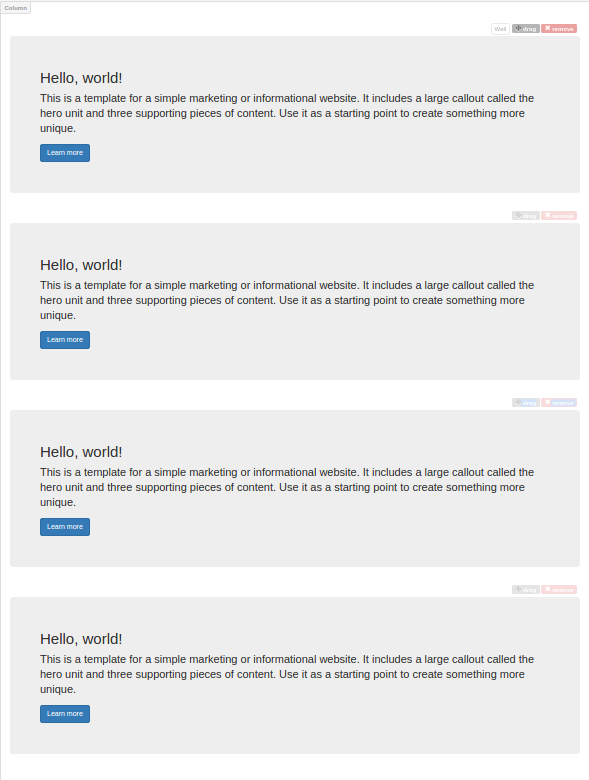 Column
Well drag remove
Hello, world!
This is a template for a simple marketing or informational website. It includes a large callout called the
hero unit and three supporting pieces of content. Use it as a starting point to create something more
unique.
Learn more
drag remove
Hello, world!
This is a template for a simple marketing or informational website. It includes a large callout called the
hero unit and three supporting pieces of content. Use it as a starting point to create something more
unique.
Learn more
drag remove
Hello, world!
This is a template for a simple marketing or informational website. It includes a large callout called the
hero unit and three supporting pieces of content. Use it as a starting point to create something more
unique.
Learn more
drag remove
Hello, world!
This is a template for a simple marketing or informational website. It includes a large callout called the
hero unit and three supporting pieces of content. Use it as a starting point to create something more
unique.
Learn more